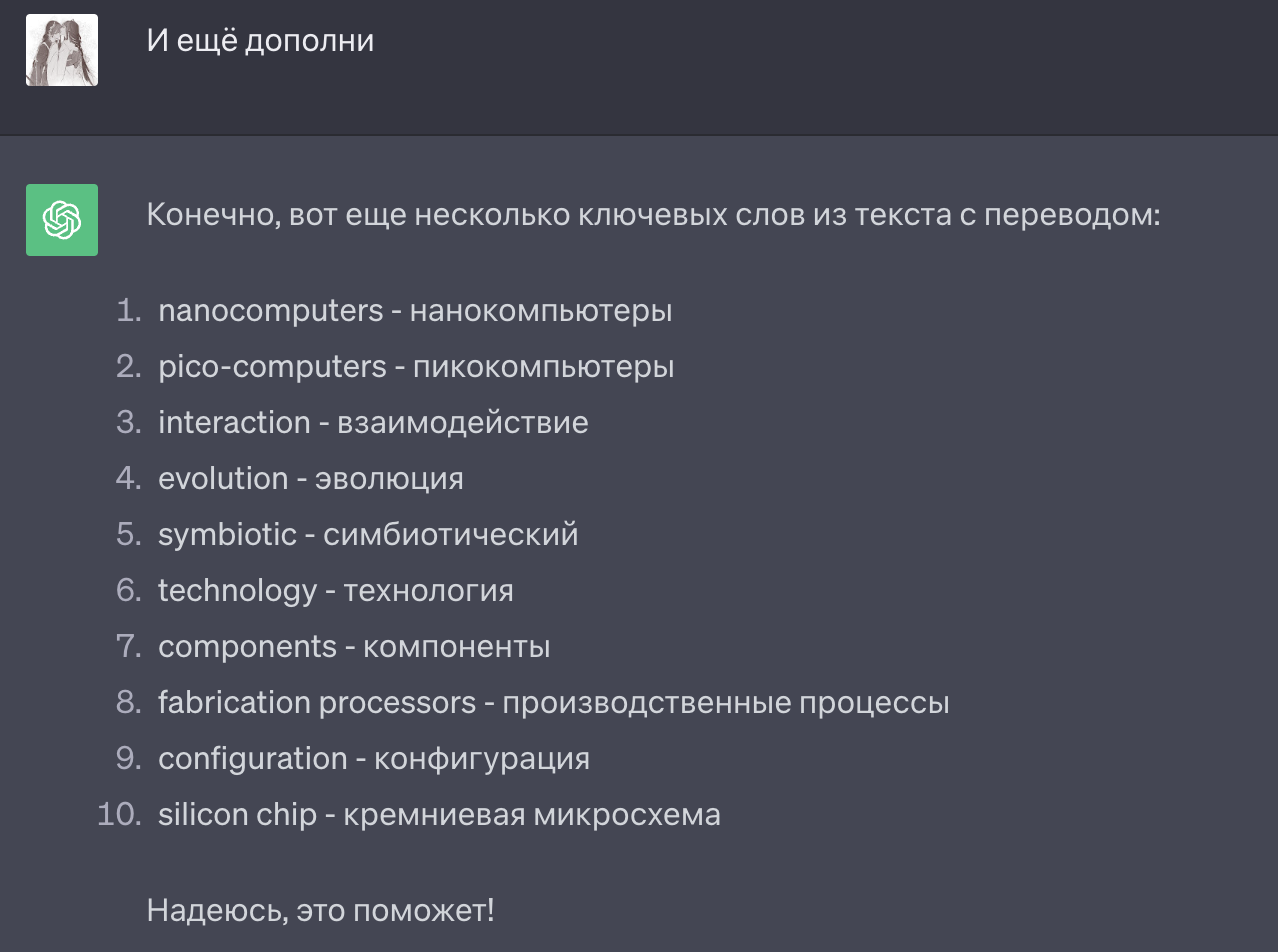 И ещё дополни
Конечно, вот еще несколько ключевых слов из текста с переводом:
1. nanocomputers - нанокомпьютеры
2. pico-computers - пикокомпьютеры
3. interaction - взаимодействие
4. evolution - эволюция
5. symbiotic - симбиотический
6. technology - технология
7. components - компоненты
8. fabrication processors - производственные процессы
9. configuration - конфигурация
10. silicon chip - кремниевая микросхема
Надеюсь, это поможет!